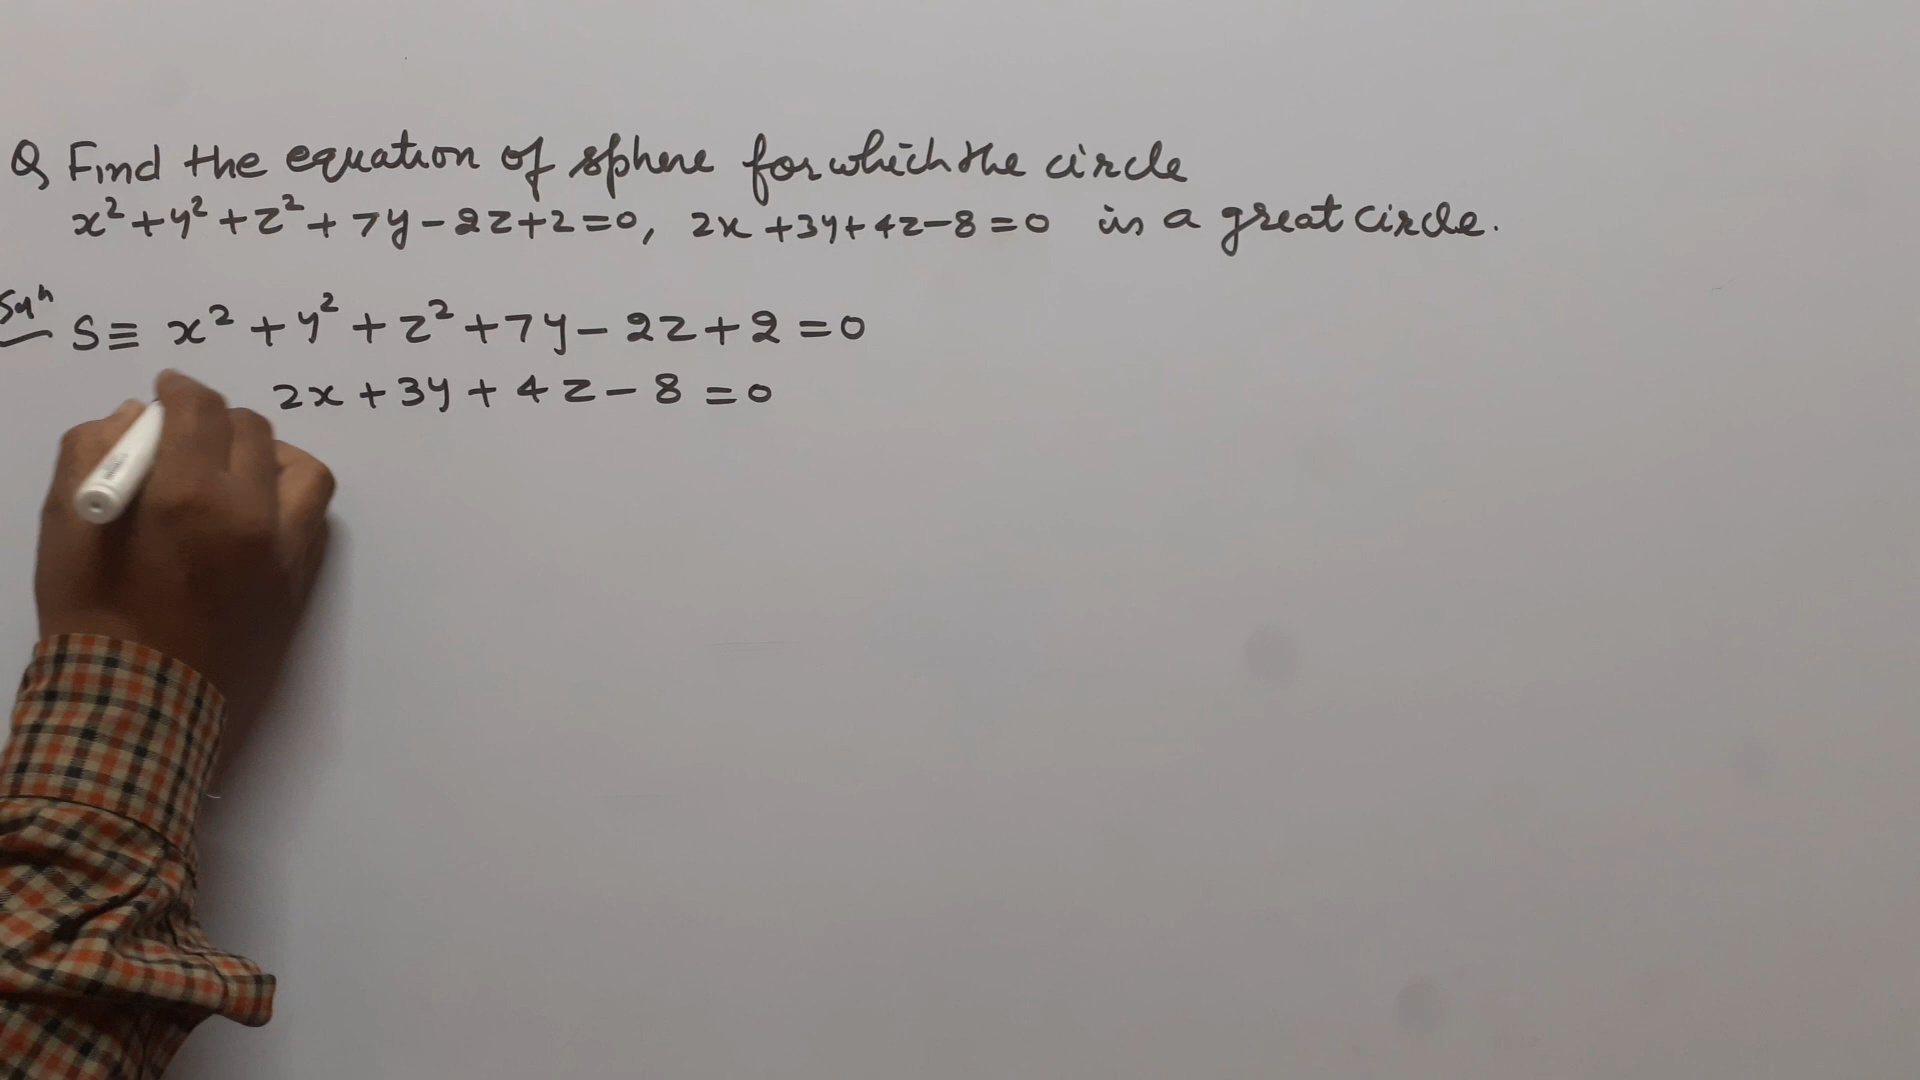 Q Find the equation of sphere for which the circle
x² + y² + z² + 7y - 2z + 2 = 0, 2x + 3y + 4z - 8 = 0 is a great circle.
Solⁿ S ≡ x² + y² + z² + 7y - 2z + 2 = 0
2x + 3y + 4z - 8 = 0